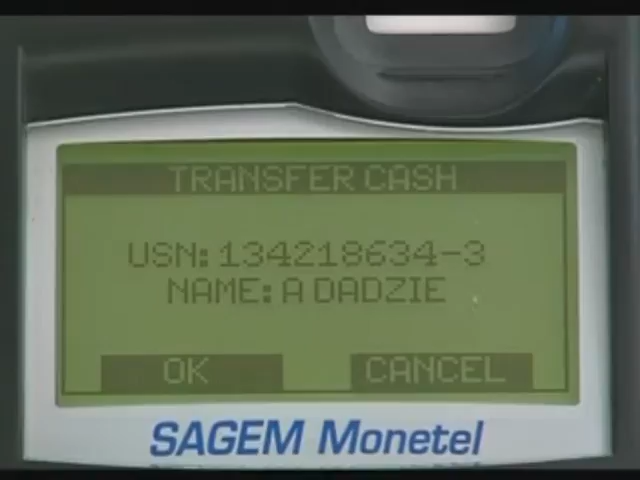 TRANSFER CASH
USN: 134218634-3
NAME: A DADZIE
OK CANCEL
SAGEM Monetel